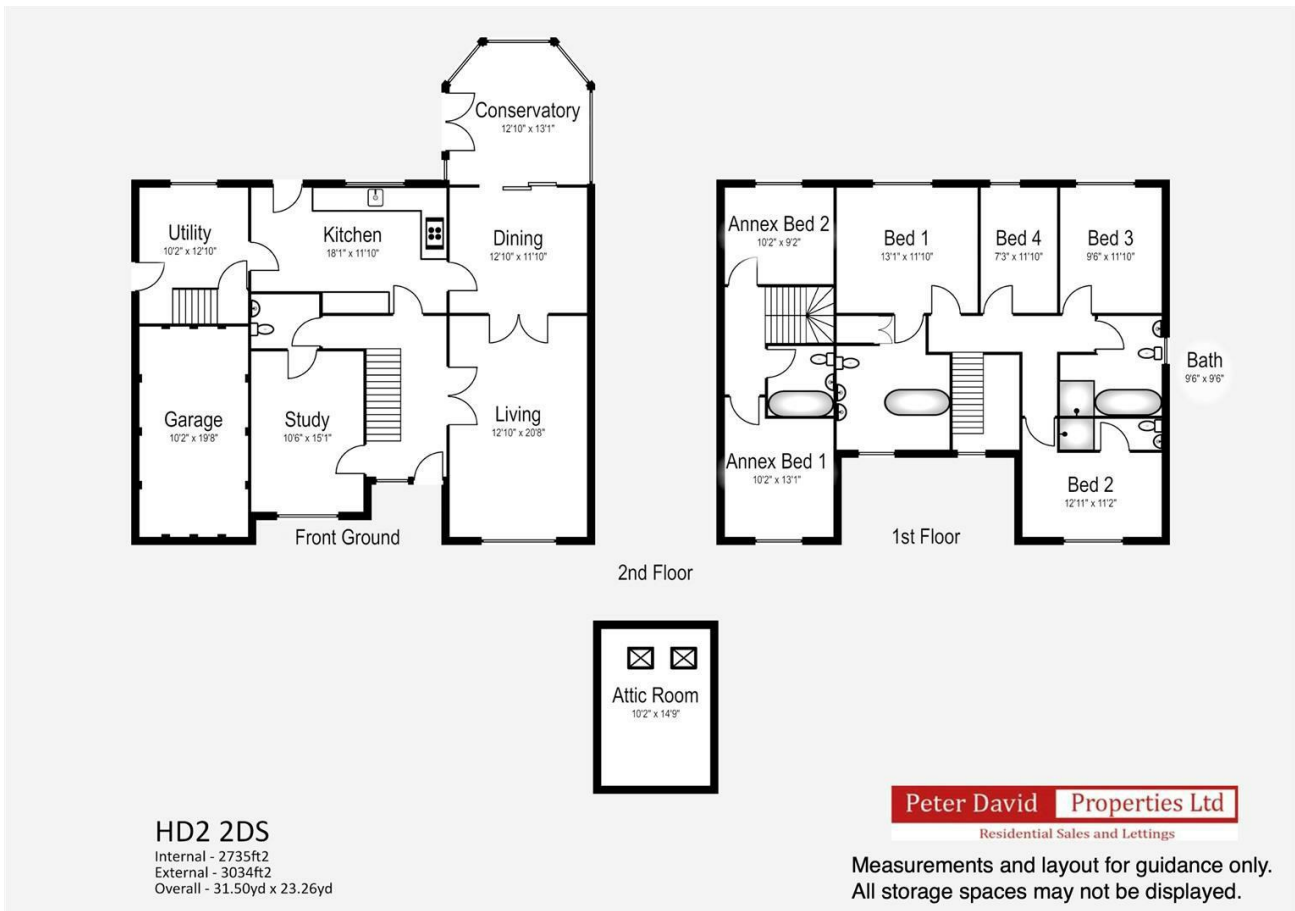 Conservatory
12'10" x 13'1"
Utility
10'2" x 12'10"
Kitchen
18'1" x 11'10"
Dining
12'10" x 11'10"
Garage
10'2" x 19'8"
Study
10'6" x 15'1"
Living
12'10" x 20'8"
Front Ground
Annex Bed 2
10'2" x 9'2"
Bed 1
13'1" x 11'10"
Bed 4
7'3" x 11'10"
Bed 3
9'6" x 11'10"
Bath
9'6" x 9'6"
Annex Bed 1
10'2" x 13'1"
Bed 2
12'11" x 11'2"
1st Floor
2nd Floor
Attic Room
10'2" x 14'9"
HD2 2DS
Internal - 2735ft2
External - 3034ft2
Overall - 31.50yd x 23.26yd
Peter David Properties Ltd
Residential Sales and Lettings
Measurements and layout for guidance only.
All storage spaces may not be displayed.